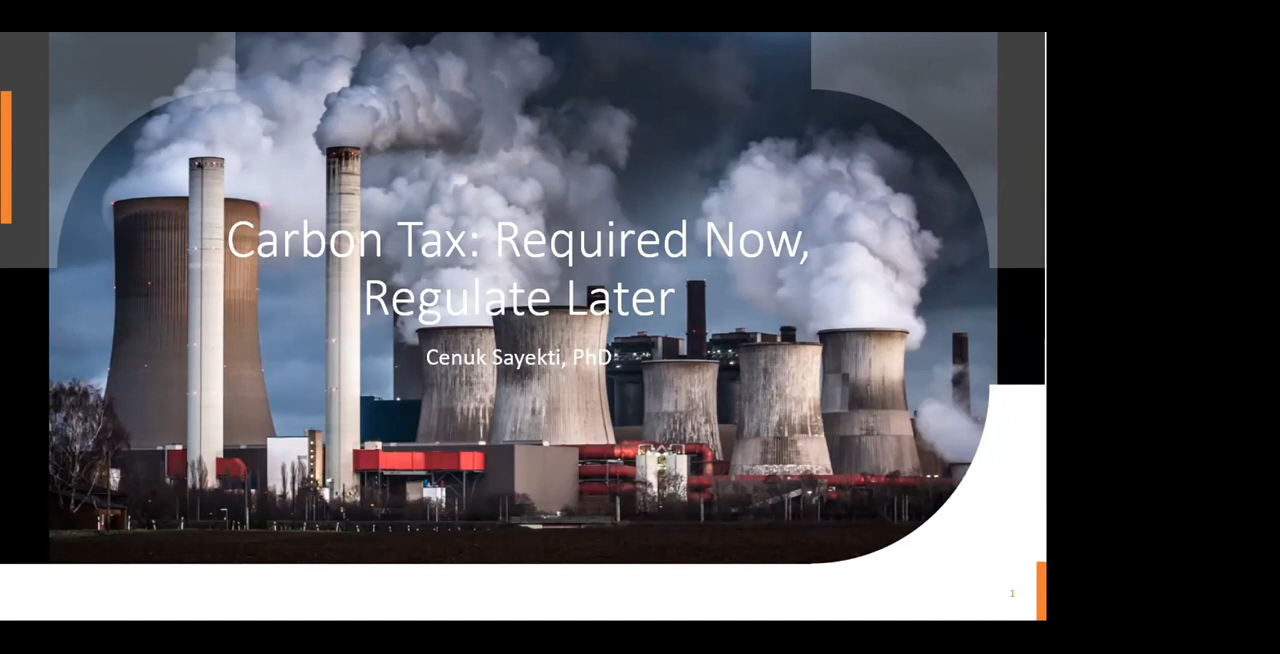 Carbon Tax: Required Now,
Regulate Later
Cenuk Sayekti, PhD
1